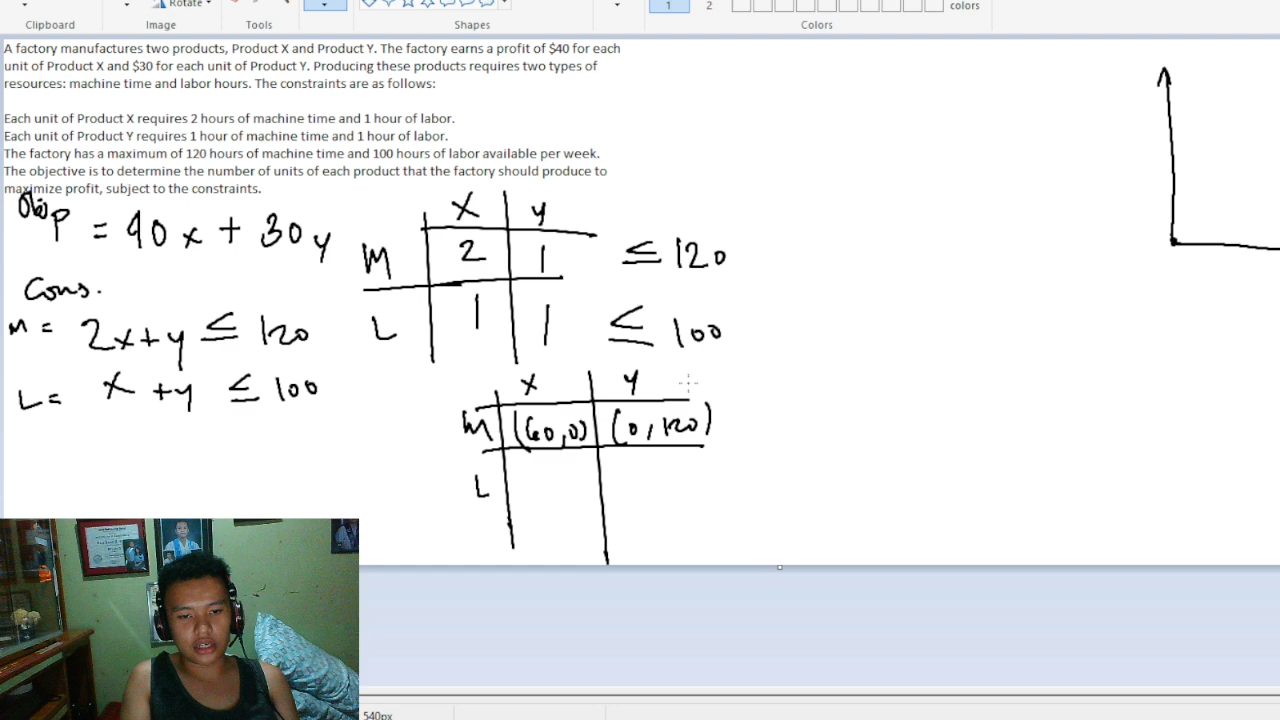 Rotate
1 2
colors
Clipboard Image Tools Shapes Colors
A factory manufactures two products, Product X and Product Y. The factory earns a profit of $40 for each
unit of Product X and $30 for each unit of Product Y. Producing these products requires two types of
resources: machine time and labor hours. The constraints are as follows:
Each unit of Product X requires 2 hours of machine time and 1 hour of labor.
Each unit of Product Y requires 1 hour of machine time and 1 hour of labor.
The factory has a maximum of 120 hours of machine time and 100 hours of labor available per week.
The objective is to determine the number of units of each product that the factory should produce to
maximize profit, subject to the constraints.
Obj
P = 40x + 30y
Cons.
M = 2x+y ≤ 120
L = x +y ≤ 100
X y
M 2 1 ≤ 120
L 1 1 ≤ 100
X y
M (60,0) (0,120)
L
540px